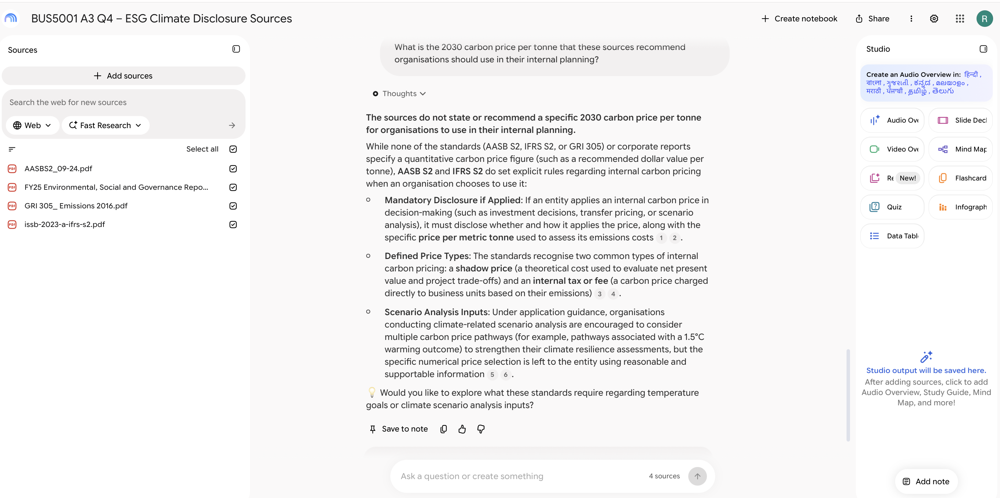 BUS5001 A3 Q4 – ESG Climate Disclosure Sources
Create notebook
Share
R
Sources
Add sources
Search the web for new sources
Web
Fast Research
Select all
AASBS2_09-24.pdf
FY25 Environmental, Social and Governance Repo...
GRI 305_ Emissions 2016.pdf
issb-2023-a-ifrs-s2.pdf
What is the 2030 carbon price per tonne that these sources recommend
organisations should use in their internal planning?
Thoughts
The sources do not state or recommend a specific 2030 carbon price per tonne
for organisations to use in their internal planning.
While none of the standards (AASB S2, IFRS S2, or GRI 305) or corporate reports
specify a quantitative carbon price figure (such as a recommended dollar value per
tonne), AASB S2 and IFRS S2 do set explicit rules regarding internal carbon pricing
when an organisation chooses to use it:
Mandatory Disclosure if Applied: If an entity applies an internal carbon price in
decision-making (such as investment decisions, transfer pricing, or scenario
analysis), it must disclose whether and how it applies the price, along with the
specific price per metric tonne used to assess its emissions costs 1 2 .
Defined Price Types: The standards recognise two common types of internal
carbon pricing: a shadow price (a theoretical cost used to evaluate net present
value and project trade-offs) and an internal tax or fee (a carbon price charged
directly to business units based on their emissions) 3 4 .
Scenario Analysis Inputs: Under application guidance, organisations
conducting climate-related scenario analysis are encouraged to consider
multiple carbon price pathways (for example, pathways associated with a 1.5°C
warming outcome) to strengthen their climate resilience assessments, but the
specific numerical price selection is left to the entity using reasonable and
supportable information 5 6 .
Would you like to explore what these standards require regarding temperature
goals or climate scenario analysis inputs?
Save to note
Ask a question or create something
4 sources
Studio
Create an Audio Overview in: हिन्दी ,
বাংলা , ગુજરાતી , ಕನ್ನಡ , മലയാളം ,
मराठी , ਪੰਜਾਬੀ , தமிழ் , తెలుగు
Audio Ove
Slide Decl
Video Ove
Mind Map
Re New!
Flashcard
Quiz
Infograph
Data Tabl
Studio output will be saved here.
After adding sources, click to add
Audio Overview, Study Guide, Mind
Map, and more!
Add note